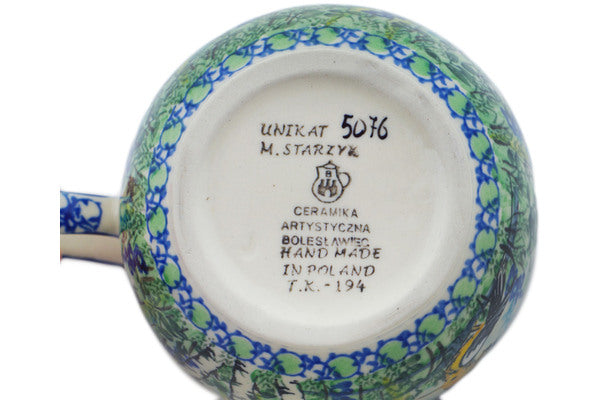 UNIKAT 5076
M. STARZYK
B
CERAMIKA
ARTYSTYCZNA
BOLESŁAWIEC
HAND MADE
IN POLAND
T.K.-194